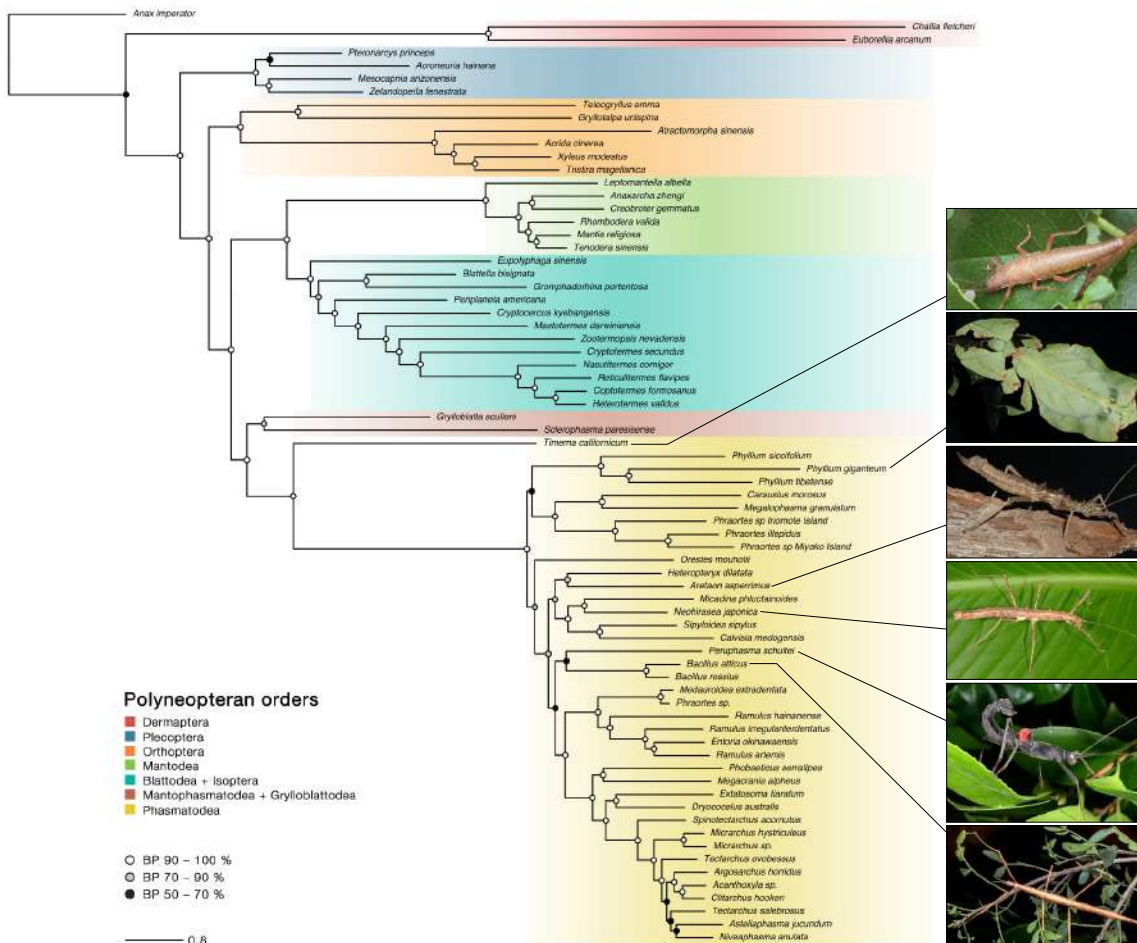 Anax imperator
Challia fletcheri
Euborellia arcanum
Pteronarcys princeps
Acroneuria hainana
Mesocapnia arizonensis
Zelandoperla fenestrata
Teleogryllus emma
Gryllotalpa unispina
Atractomorpha sinensis
Acrida cinerea
Xyleus modestus
Tristira magellanica
Leptomantella albella
Anaxarcha zhengi
Creobroter gemmatus
Rhombodera valida
Mantis religiosa
Tenodera sinensis
Eupolyphaga sinensis
Blattella bisignata
Gromphadorhina portentosa
Periplaneta americana
Cryptocercus kyebangensis
Mastotermes darwiniensis
Zootermopsis nevadensis
Cryptotermes secundus
Nasutitermes corniger
Reticulitermes flavipes
Coptotermes formosanus
Heterotermes validus
Grylloblatta sculleni
Sclerophasma paresisense
Timema californicum
Phyllium siccifolium
Phyllium giganteum
Phyllium tibetense
Carausius morosus
Megalophasma granulatum
Phraortes sp Iriomote Island
Phraortes illepidus
Phraortes sp Miyako Island
Orestes mouhotii
Heteropteryx dilatata
Aretaon asperrimus
Micadina phluctainoides
Neohirasea japonica
Sipyloidea sipylus
Calvisia medogensis
Peruphasma schultei
Bacillus atticus
Bacillus rossius
Medauroidea extradentata
Phraortes sp.
Ramulus hainanense
Ramulus irregulariterdentatus
Entoria okinawaensis
Ramulus artemis
Phobaeticus serratipes
Megacrania alpheus
Extatosoma tiaratum
Dryococelus australis
Spinotectarchus acornutus
Micrarchus hystriculeus
Micrarchus sp.
Tectarchus ovobessus
Argosarchus horridus
Acanthoxyla sp.
Clitarchus hookeri
Tectarchus salebrosus
Asteliaphasma jucundum
Niveaphasma anulata
Polyneopteran orders
Dermaptera
Plecoptera
Orthoptera
Mantodea
Blattodea + Isoptera
Mantophasmatodea + Grylloblattodea
Phasmatodea
BP 90 – 100 %
BP 70 – 90 %
BP 50 – 70 %
0.8